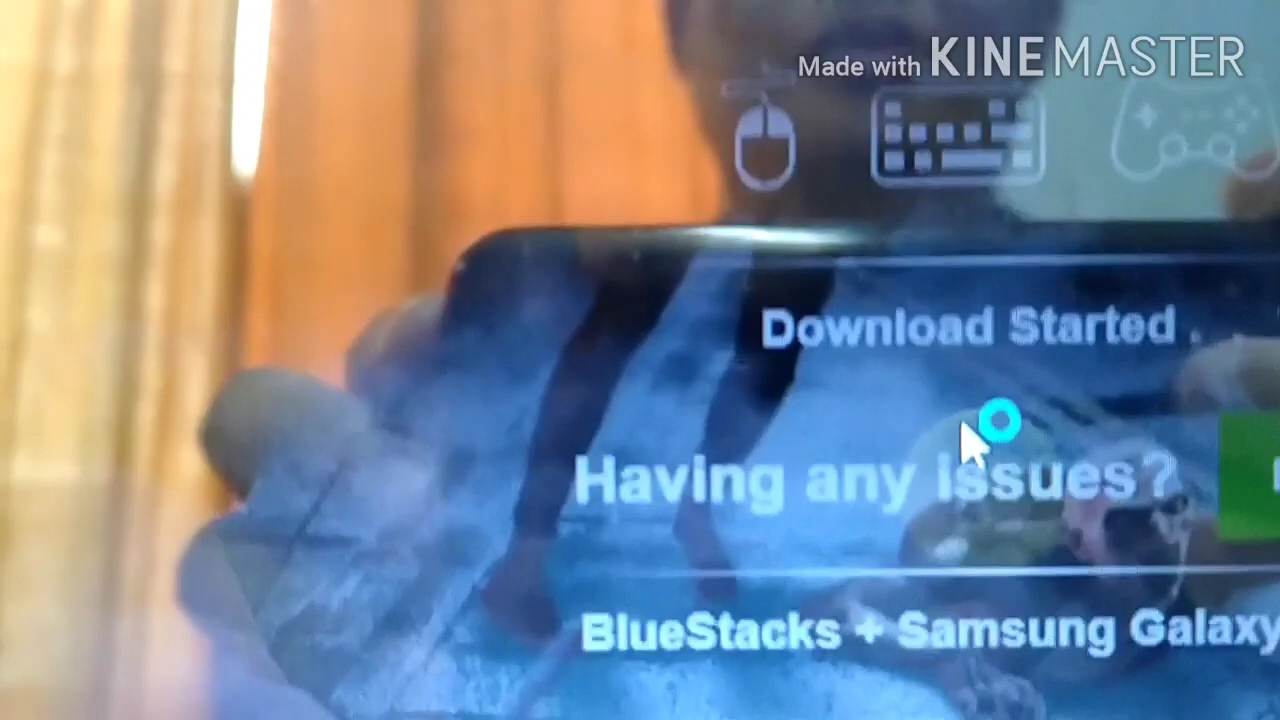 Made with KINEMASTER
Download Started .
Having any issues?
BlueStacks + Samsung Galaxy